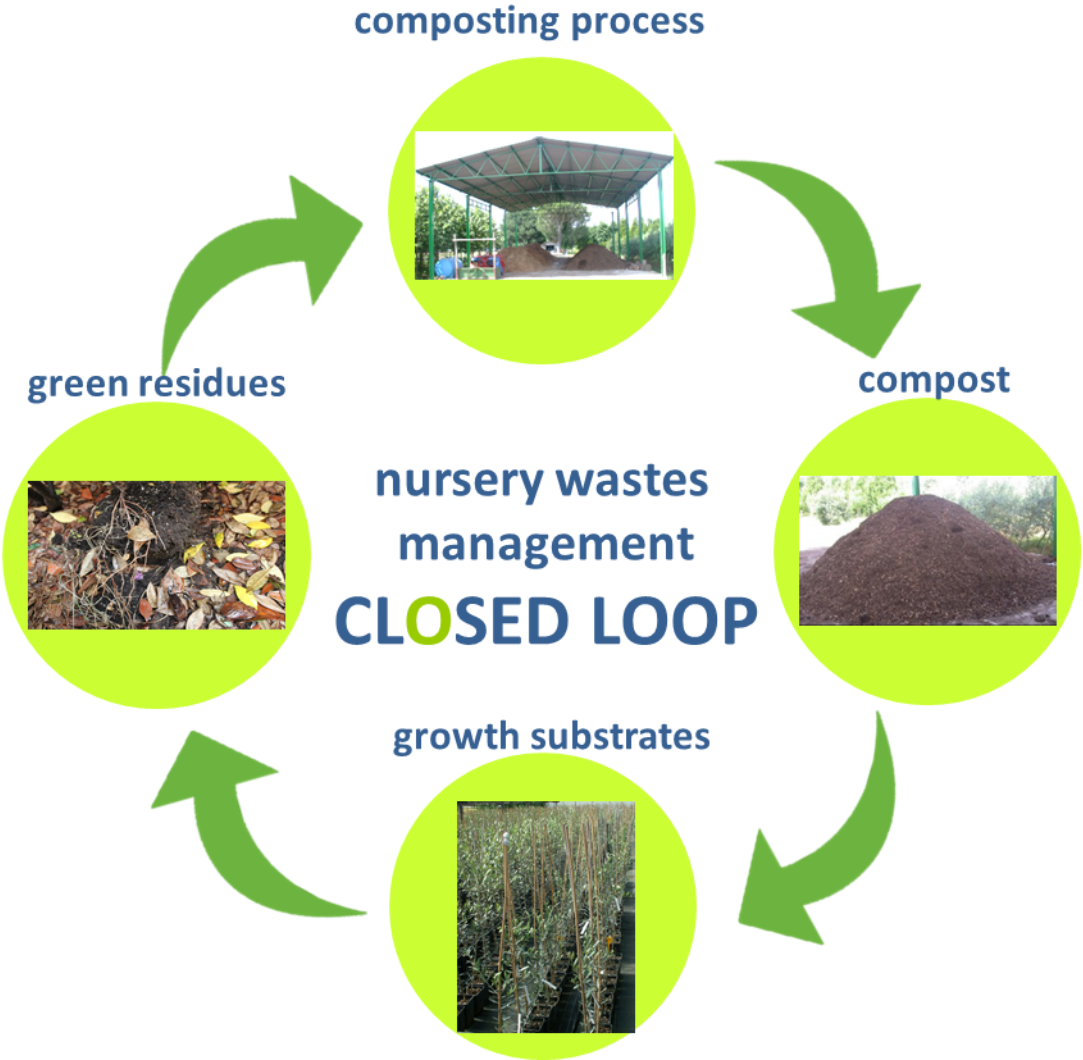 composting process
green residues
compost
nursery wastes
management
CLOSED LOOP
growth substrates